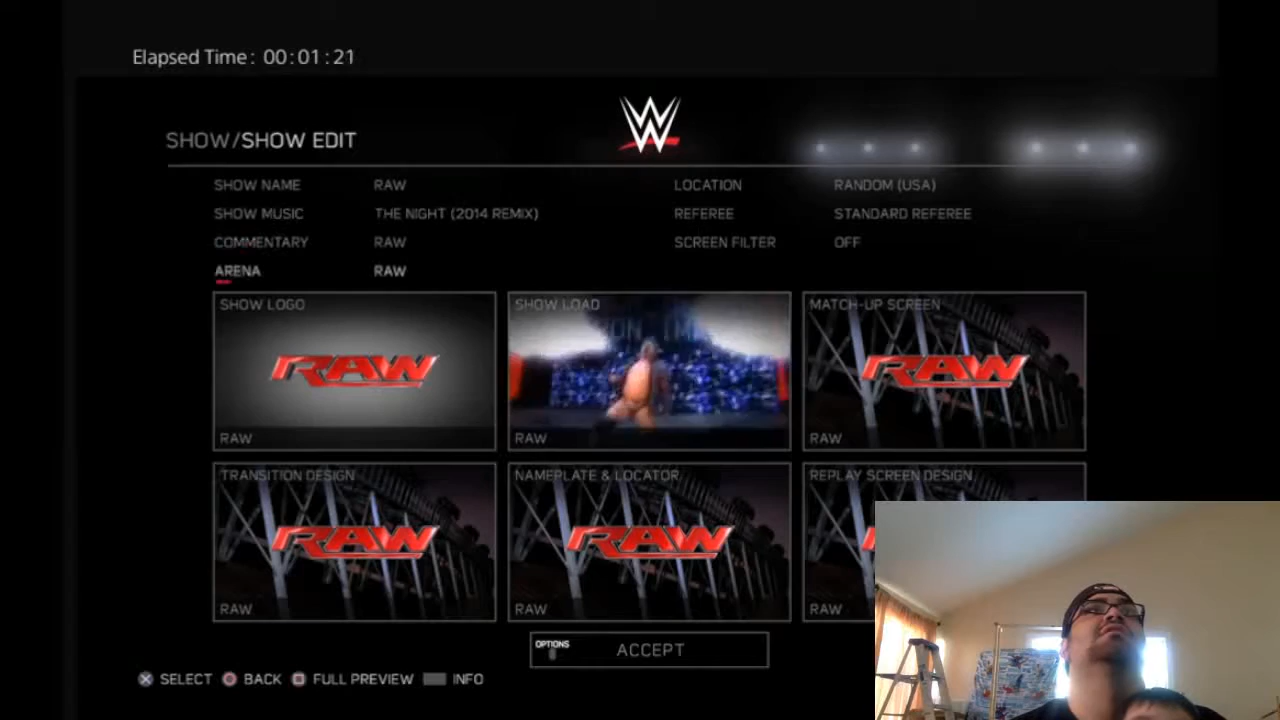 Elapsed Time: 00:01:21
SHOW/SHOW EDIT
W
SHOW NAME RAW LOCATION RANDOM (USA)
SHOW MUSIC THE NIGHT (2014 REMIX) REFEREE STANDARD REFEREE
COMMENTARY RAW SCREEN FILTER OFF
ARENA RAW
SHOW LOGO SHOW LOAD MATCH-UP SCREEN
RAW RAW
RAW RAW RAW
TRANSITION DESIGN NAMEPLATE & LOCATOR REPLAY SCREEN DESIGN
RAW RAW
RAW RAW RAW
OPTIONS ACCEPT
SELECT BACK FULL PREVIEW INFO